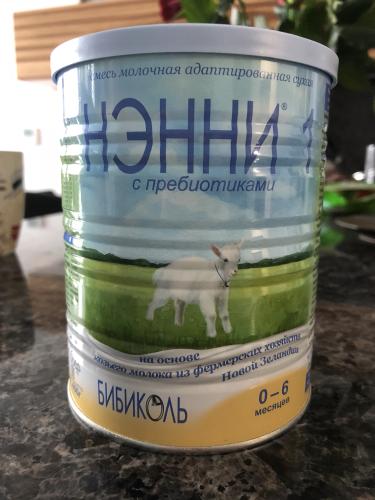 смесь молочная адаптированная сухая
НЭННИ® 1
с пребиотиками
на основе
козьего молока из фермерских хозяйств
Новой Зеландии
БИБИКОЛЬ
0–6
месяцев